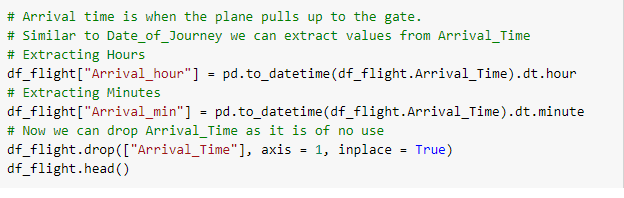 # Arrival time is when the plane pulls up to the gate.
# Similar to Date_of_Journey we can extract values from Arrival_Time
# Extracting Hours
df_flight["Arrival_hour"] = pd.to_datetime(df_flight.Arrival_Time).dt.hour
# Extracting Minutes
df_flight["Arrival_min"] = pd.to_datetime(df_flight.Arrival_Time).dt.minute
# Now we can drop Arrival_Time as it is of no use
df_flight.drop(["Arrival_Time"], axis = 1, inplace = True)
df_flight.head()